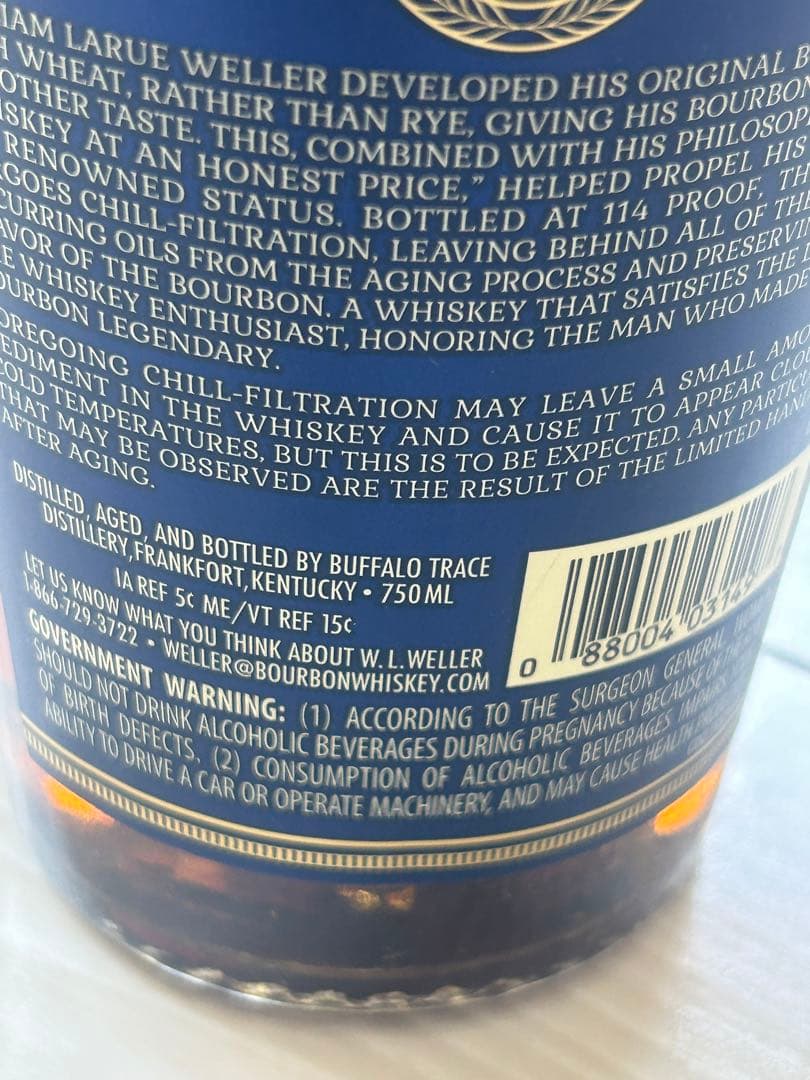 IAM LARUE WELLER DEVELOPED HIS ORIGINAL B
H WHEAT, RATHER THAN RYE, GIVING HIS BOURBON
OTHER TASTE. THIS, COMBINED WITH HIS PHILOSOP
ISKEY AT AN HONEST PRICE," HELPED PROPEL HIS
RENOWNED STATUS. BOTTLED AT 114 PROOF, TH
RGOES CHILL-FILTRATION, LEAVING BEHIND ALL OF TH
CURRING OILS FROM THE AGING PROCESS AND PRESERVI
AVOR OF THE BOURBON. A WHISKEY THAT SATISFIES THE
E WHISKEY ENTHUSIAST, HONORING THE MAN WHO MADE
OURBON LEGENDARY.
OREGOING CHILL-FILTRATION MAY LEAVE A SMALL AMO
EDIMENT IN THE WHISKEY AND CAUSE IT TO APPEAR CLO
COLD TEMPERATURES, BUT THIS IS TO BE EXPECTED. ANY PARTIC
THAT MAY BE OBSERVED ARE THE RESULT OF THE LIMITED HAN
AFTER AGING.
DISTILLED, AGED, AND BOTTLED BY BUFFALO TRACE
DISTILLERY, FRANKFORT, KENTUCKY • 750 ML
IA REF 5¢ ME/VT REF 15¢
LET US KNOW WHAT YOU THINK ABOUT W.L.WELLER
1-866-729-3722 • WELLER@BOURBONWHISKEY.COM
0 88004 0314
GOVERNMENT WARNING: (1) ACCORDING TO THE SURGEON GENERAL,
SHOULD NOT DRINK ALCOHOLIC BEVERAGES DURING PREGNANCY BECAUSE OF
OF BIRTH DEFECTS. (2) CONSUMPTION OF ALCOHOLIC BEVERAGES IMPAIRS
ABILITY TO DRIVE A CAR OR OPERATE MACHINERY, AND MAY CAUSE HEALTH